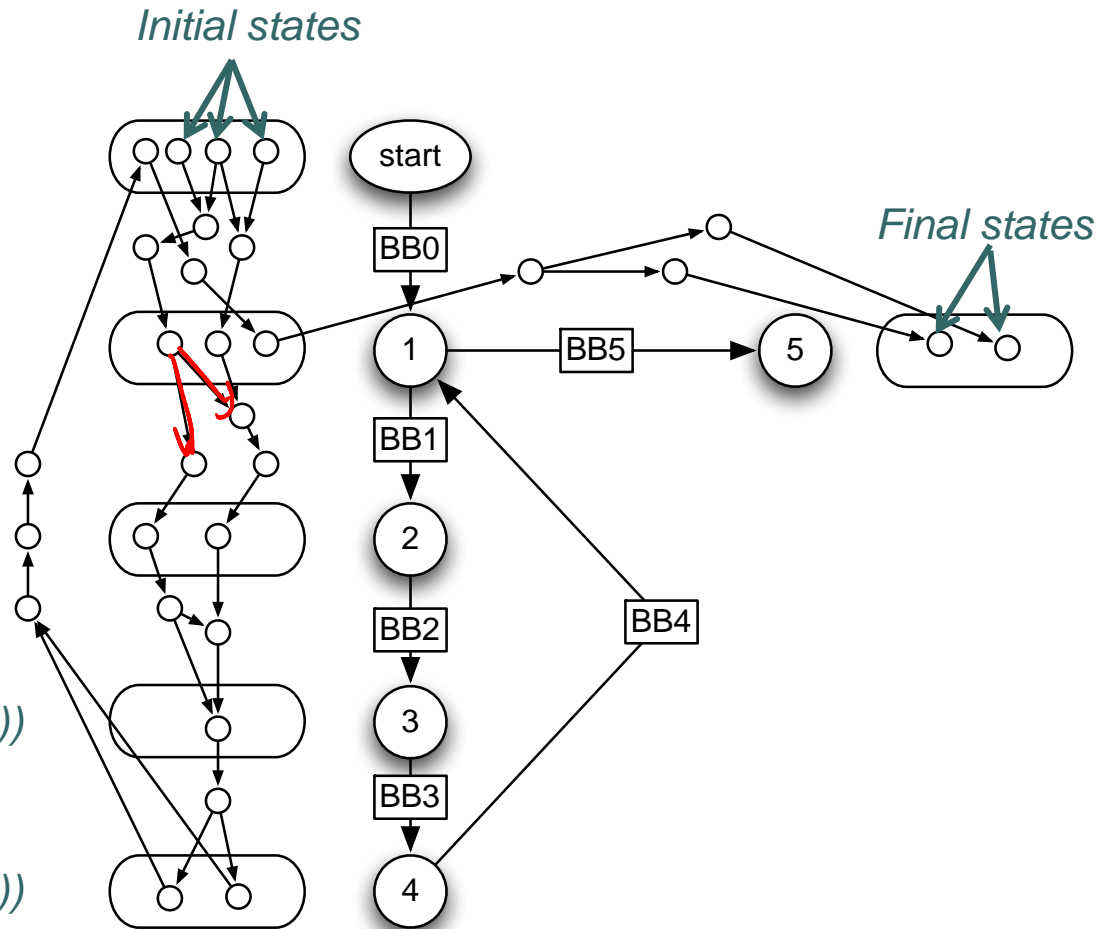 Initial states
start
BB0
Final states
1
BB5
5
BB1
2
BB2
BB4
3
))
BB3
4
))